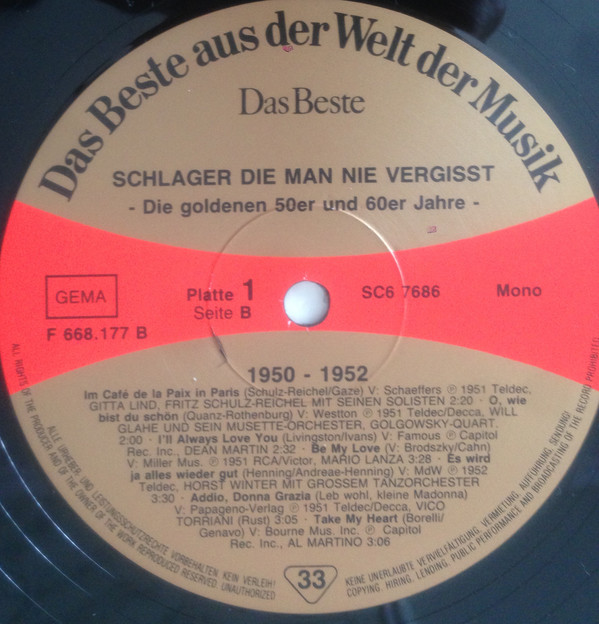 Das Beste aus der Welt der Musik
Das Beste
SCHLAGER DIE MAN NIE VERGISST
- Die goldenen 50er und 60er Jahre -
GEMA
F 668.177 B
Platte 1
Seite B
SC6 7686
Mono
1950 - 1952
Im Café de la Paix in Paris (Schulz-Reichel/Gaze) V: Schaeffers ℗ 1951 Teldec,
GITTA LIND, FRITZ SCHULZ-REICHEL MIT SEINEN SOLISTEN 2:20 · O, wie
bist du schön (Quanz-Rothenburg) V: Westton ℗ 1951 Teldec/Decca, WILL
GLAHE UND SEIN MUSETTE-ORCHESTER, GOLGOWSKY-QUART.
2:00 · I'll Always Love You (Livingston/Ivans) V: Famous ℗ Capitol
Rec. Inc., DEAN MARTIN 2:32 · Be My Love (V: Brodszky/Cahn)
V: Miller Mus. ℗ 1951 RCA/Victor, MARIO LANZA 3:28 · Es wird
ja alles wieder gut (Henning/Andreae-Henning) V: MdW ℗ 1952
Teldec, HORST WINTER MIT GROSSEM TANZORCHESTER
3:30 · Addio, Donna Grazia (Leb wohl, kleine Madonna)
V: Papageno-Verlag ℗ 1951 Teldec/Decca, VICO
TORRIANI (Rust) 3:05 · Take My Heart (Borelli/
Genavo) V: Bourne Mus. Inc. ℗ Capitol
Rec. Inc., AL MARTINO 3:06
33
ALL RIGHTS OF THE PRODUCER AND OF THE OWNER OF THE WORK REPRODUCED RESERVED. UNAUTHORIZED
ALLE URHEBER- UND LEISTUNGSSCHUTZRECHTE VORBEHALTEN KEIN VERLEIH!
KEINE UNERLAUBTE VERVIELFÄLTIGUNG, VERMIETUNG, AUFFÜHRUNG, SENDUNG!
COPYING, HIRING, LENDING, PUBLIC PERFORMANCE AND BROADCASTING OF THE RECORD PROHIBITED.